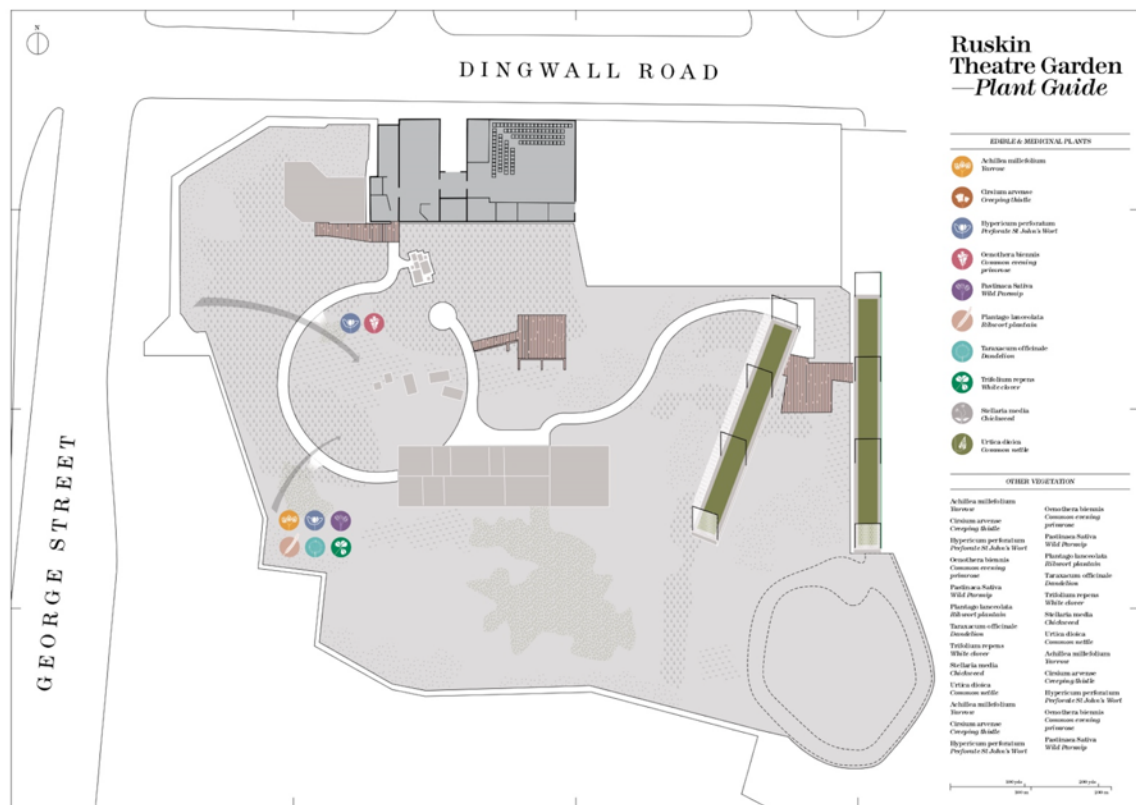 N
DINGWALL ROAD
GEORGE STREET
Ruskin
Theatre Garden
—Plant Guide
EDIBLE & MEDICINAL PLANTS
Achillea millefolium
Yarrow
Cirsium arvense
Creeping thistle
Hypericum perforatum
Perforate St John's Wort
Oenothera biennis
Common evening
primrose
Pastinaca Sativa
Wild Parsnip
Plantago lanceolata
Ribwort plantain
Taraxacum officinale
Dandelion
Trifolium repens
White clover
Stellaria media
Chickweed
Urtica dioica
Common nettle
OTHER VEGETATION
Achillea millefolium
Yarrow
Cirsium arvense
Creeping thistle
Hypericum perforatum
Perforate St John's Wort
Oenothera biennis
Common evening
primrose
Pastinaca Sativa
Wild Parsnip
Plantago lanceolata
Ribwort plantain
Taraxacum officinale
Dandelion
Trifolium repens
White clover
Stellaria media
Chickweed
Urtica dioica
Common nettle
Achillea millefolium
Yarrow
Cirsium arvense
Creeping thistle
Hypericum perforatum
Perforate St John's Wort
Oenothera biennis
Common evening
primrose
Pastinaca Sativa
Wild Parsnip
Plantago lanceolata
Ribwort plantain
Taraxacum officinale
Dandelion
Trifolium repens
White clover
Stellaria media
Chickweed
Urtica dioica
Common nettle
Achillea millefolium
Yarrow
Cirsium arvense
Creeping thistle
Hypericum perforatum
Perforate St John's Wort
Oenothera biennis
Common evening
primrose
Pastinaca Sativa
Wild Parsnip
100 yds 200 yds
100 m 200 m